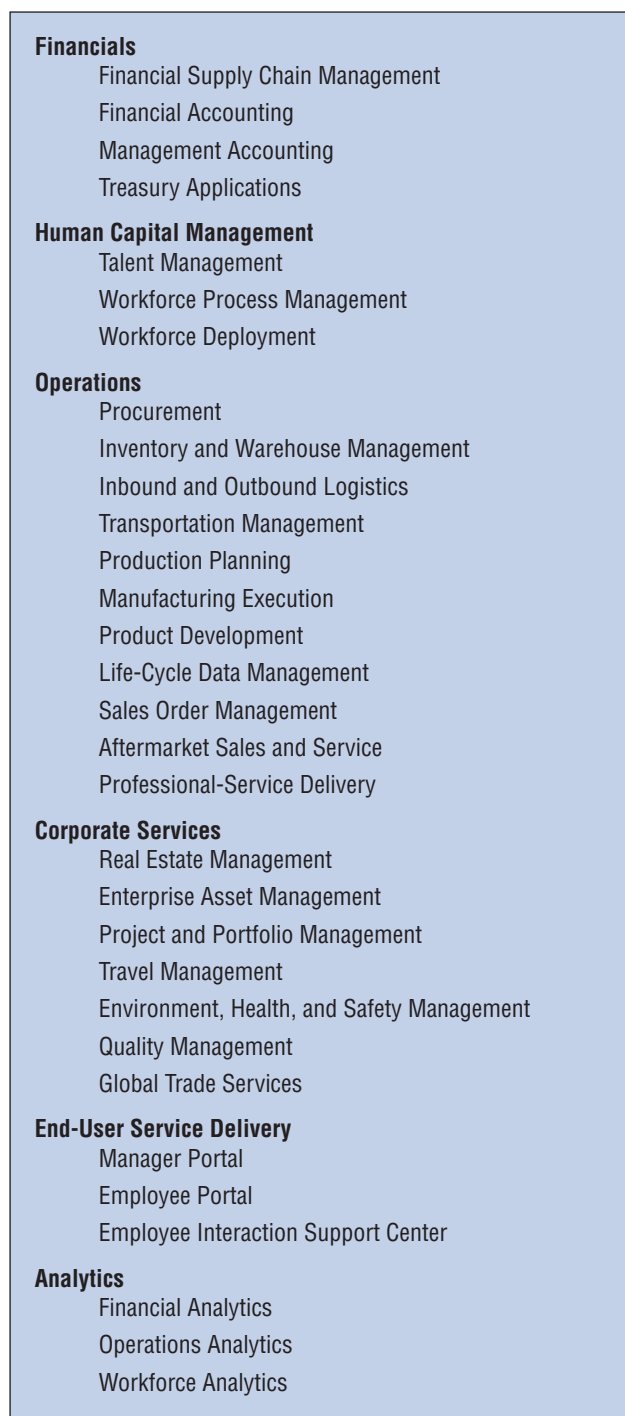 Financials
Financial Supply Chain Management
Financial Accounting
Management Accounting
Treasury Applications
Human Capital Management
Talent Management
Workforce Process Management
Workforce Deployment
Operations
Procurement
Inventory and Warehouse Management
Inbound and Outbound Logistics
Transportation Management
Production Planning
Manufacturing Execution
Product Development
Life-Cycle Data Management
Sales Order Management
Aftermarket Sales and Service
Professional-Service Delivery
Corporate Services
Real Estate Management
Enterprise Asset Management
Project and Portfolio Management
Travel Management
Environment, Health, and Safety Management
Quality Management
Global Trade Services
End-User Service Delivery
Manager Portal
Employee Portal
Employee Interaction Support Center
Analytics
Financial Analytics
Operations Analytics
Workforce Analytics